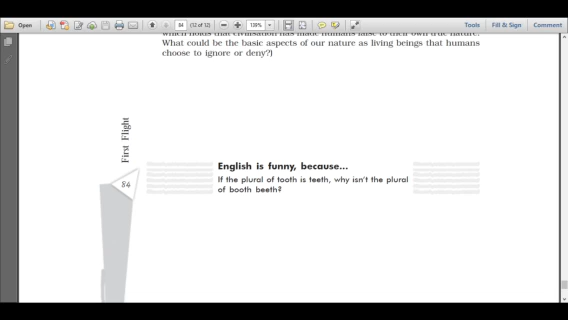 Open
84
(12 of 12)
139%
Tools
Fill & Sign
Comment
which holds that civilisation has made humans false to their own true nature.
What could be the basic aspects of our nature as living beings that humans
choose to ignore or deny?)
First Flight
84
English is funny, because...
If the plural of tooth is teeth, why isn't the plural
of booth beeth?